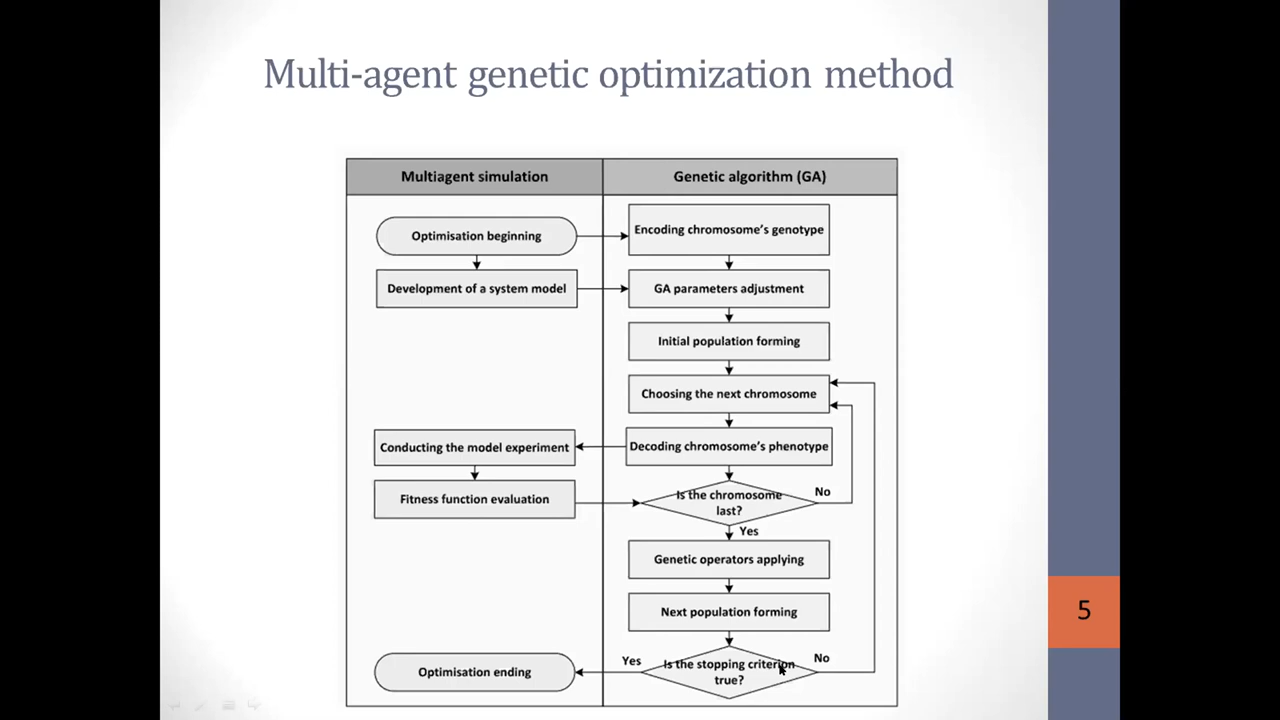 Multi-agent genetic optimization method
Multiagent simulation
Genetic algorithm (GA)
Optimisation beginning
Encoding chromosome's genotype
Development of a system model
GA parameters adjustment
Initial population forming
Choosing the next chromosome
Conducting the model experiment
Decoding chromosome's phenotype
Fitness function evaluation
Is the chromosome
last?
No
Yes
Genetic operators applying
Next population forming
5
Optimisation ending
Yes
Is the stopping criterion
true?
No